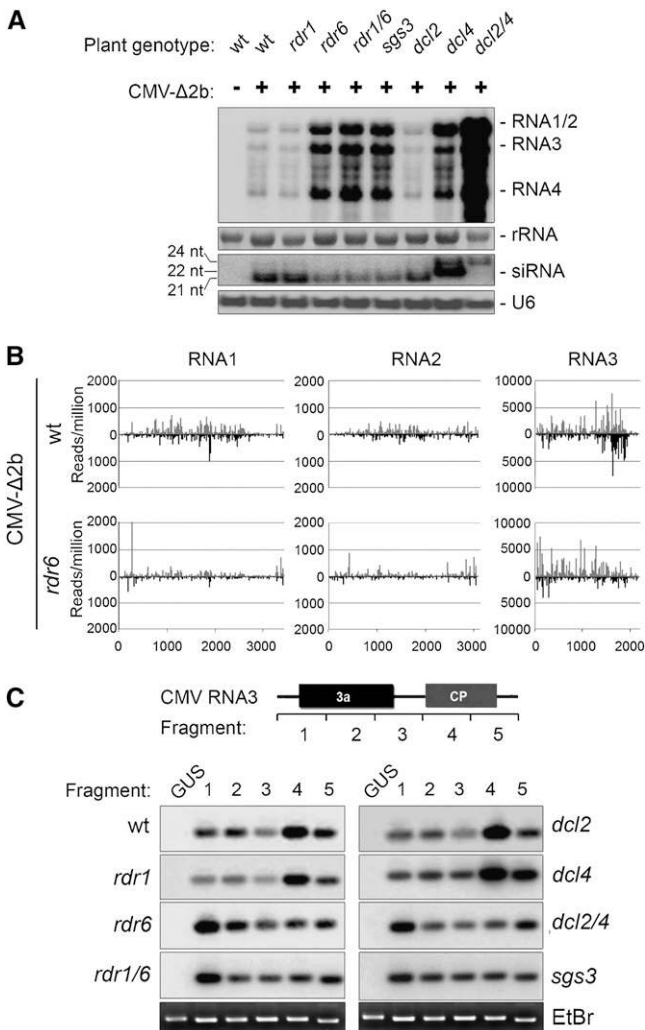 A
Plant genotype: wt wt rdr1 rdr6 rdr1/6 sgs3 dcl2 dcl4 dcl2/4
CMV-Δ2b: - + + + + + + + +
- RNA1/2
- RNA3
- RNA4
- rRNA
24 nt
22 nt
21 nt
- siRNA
- U6
B
RNA1 RNA2 RNA3
CMV-Δ2b
wt
Reads/million
2000 2000 10000
1000 1000 5000
0 0 0
1000 1000 5000
2000 2000 10000
rdr6
Reads/million
2000 2000 10000
1000 1000 5000
0 0 0
1000 1000 5000
2000 2000 10000
0 1000 2000 3000 0 1000 2000 3000 0 1000 2000
C
CMV RNA3 3a CP
Fragment: 1 2 3 4 5
Fragment: GUS 1 2 3 4 5 GUS 1 2 3 4 5
wt dcl2
rdr1 dcl4
rdr6 dcl2/4
rdr1/6 sgs3
EtBr